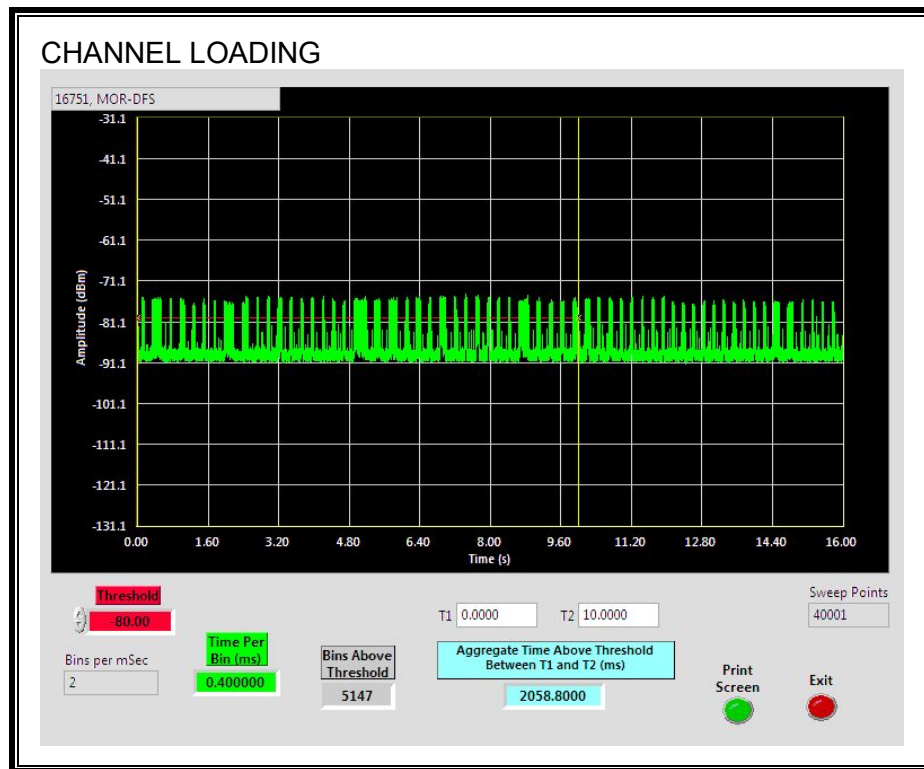 CHANNEL LOADING
16751, MOR-DFS
-31.1
-41.1
-51.1
-61.1
-71.1
-81.1
-91.1
-101.1
-111.1
-121.1
-131.1
Amplitude (dBm)
0.00 1.60 3.20 4.80 6.40 8.00 9.60 11.20 12.80 14.40 16.00
Time (s)
Threshold
-80.00
Bins per mSec
2
Time Per
Bin (ms)
0.400000
Bins Above
Threshold
5147
T1 0.0000 T2 10.0000
Aggregate Time Above Threshold
Between T1 and T2 (ms)
2058.8000
Sweep Points
40001
Print
Screen
Exit